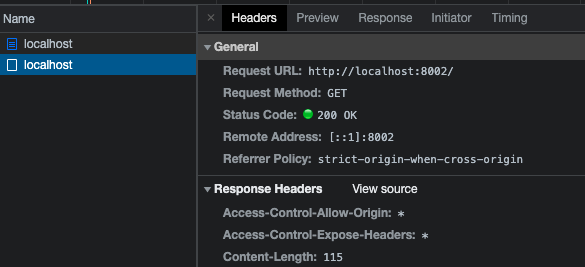 Name
Headers Preview Response Initiator Timing
localhost
localhost
General
Request URL: http://localhost:8002/
Request Method: GET
Status Code: 200 OK
Remote Address: [::1]:8002
Referrer Policy: strict-origin-when-cross-origin
Response Headers View source
Access-Control-Allow-Origin: *
Access-Control-Expose-Headers: *
Content-Length: 115